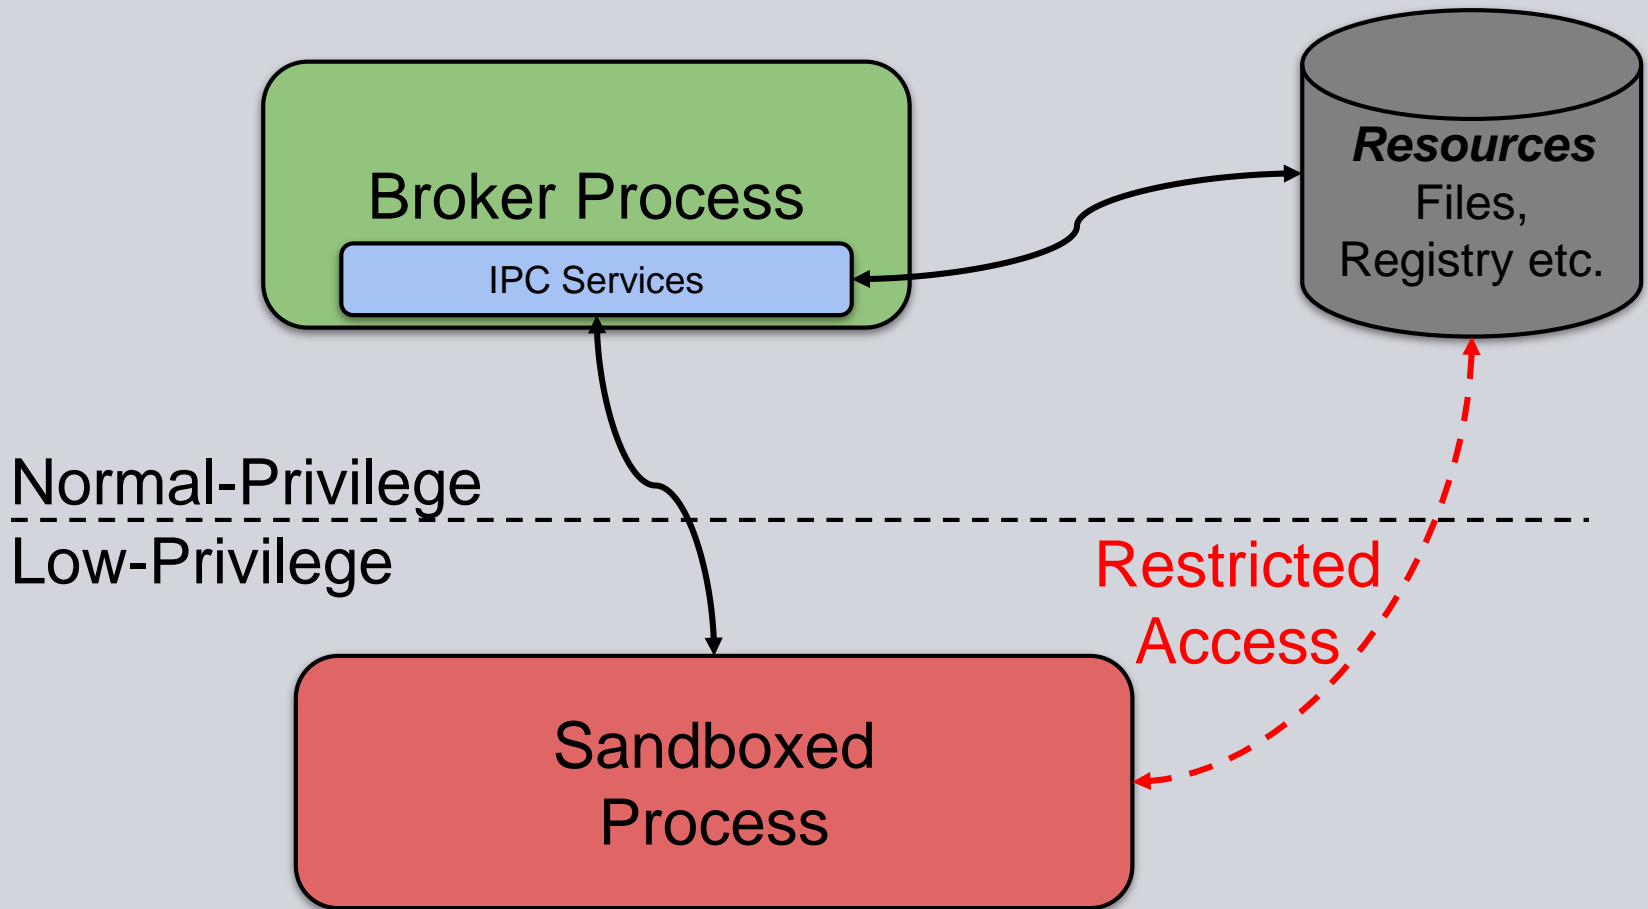 Broker Process
IPC Services
Resources
Files,
Registry etc.
Normal-Privilege
Low-Privilege
Restricted
Access
Sandboxed
Process